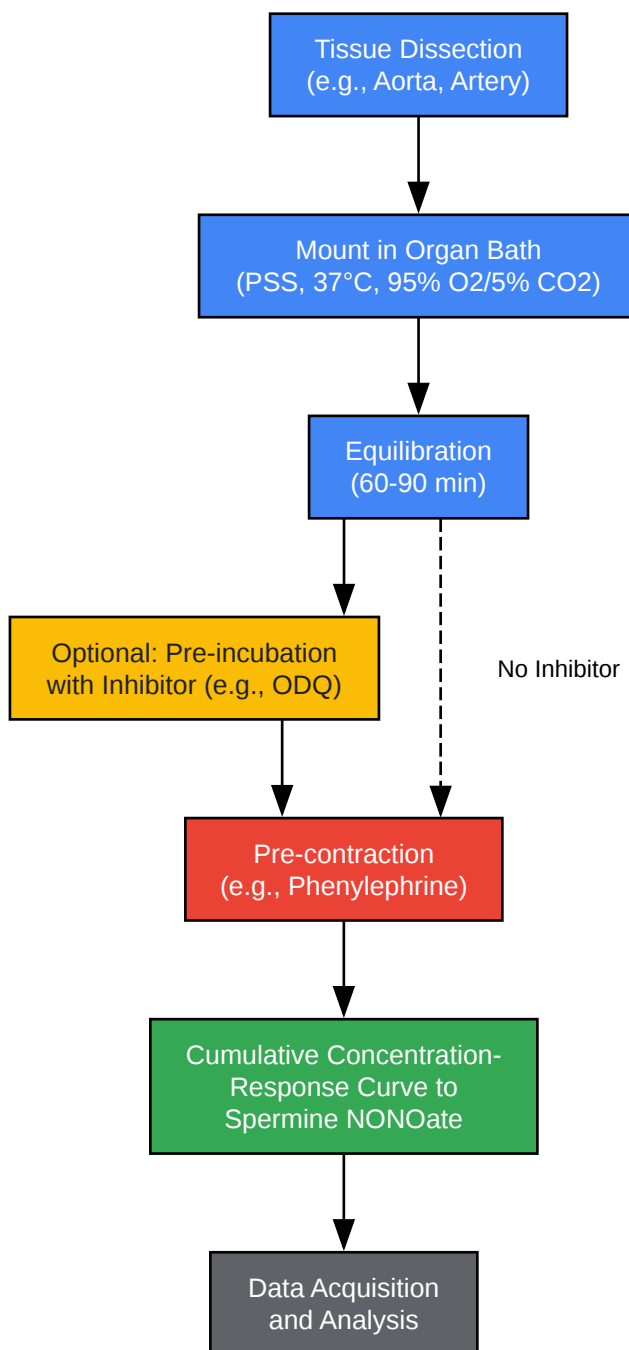 Tissue Dissection
(e.g., Aorta, Artery)
Mount in Organ Bath
(PSS, 37°C, 95% O2/5% CO2)
Equilibration
(60-90 min)
Optional: Pre-incubation
with Inhibitor (e.g., ODQ)
No Inhibitor
Pre-contraction
(e.g., Phenylephrine)
Cumulative Concentration-
Response Curve to
Spermine NONOate
Data Acquisition
and Analysis